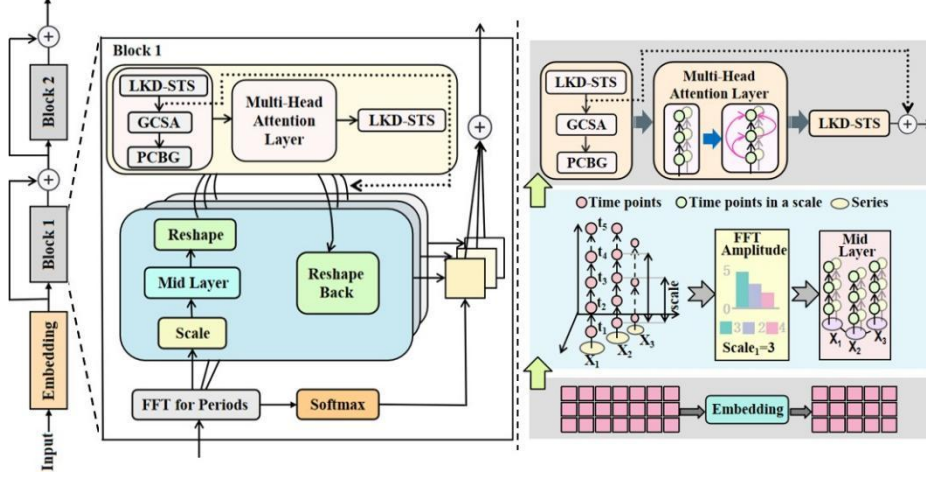 Block 2
Block 1
Embedding
Input
Block 1
LKD-STS
GCSA
PCBG
Multi-Head
Attention
Layer
LKD-STS
Reshape
Mid Layer
Scale
Reshape
Back
FFT for Periods
Softmax
LKD-STS
GCSA
PCBG
Multi-Head
Attention Layer
LKD-STS
Time points
Time points in a scale
Series
t5
t4
t3
t2
t1
scale
X1
X2
X3
FFT
Amplitude
5
0
3 2 4
Scale1=3
Mid
Layer
X1
X2
X3
Embedding